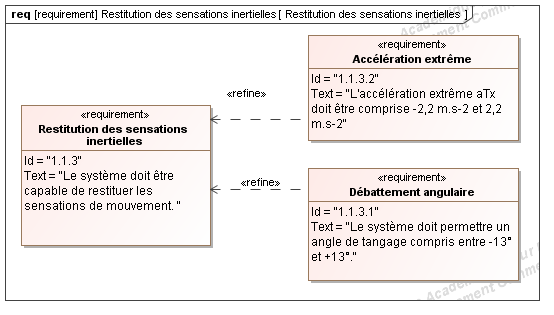 req [requirement] Restitution des sensations inertielles [ Restitution des sensations inertielles ]
«requirement»
Accélération extrême
Id = "1.1.3.2"
Text = "L'accélération extrême aTx
doit être comprise -2,2 m.s-2 et 2,2
m.s-2"
«refine»
«requirement»
Restitution des sensations
inertielles
Id = "1.1.3"
Text = "Le système doit être
capable de restituer les
sensations de mouvement. "
«refine»
«requirement»
Débattement angulaire
Id = "1.1.3.1"
Text = "Le système doit permettre un
angle de tangage compris entre -13°
et +13°."